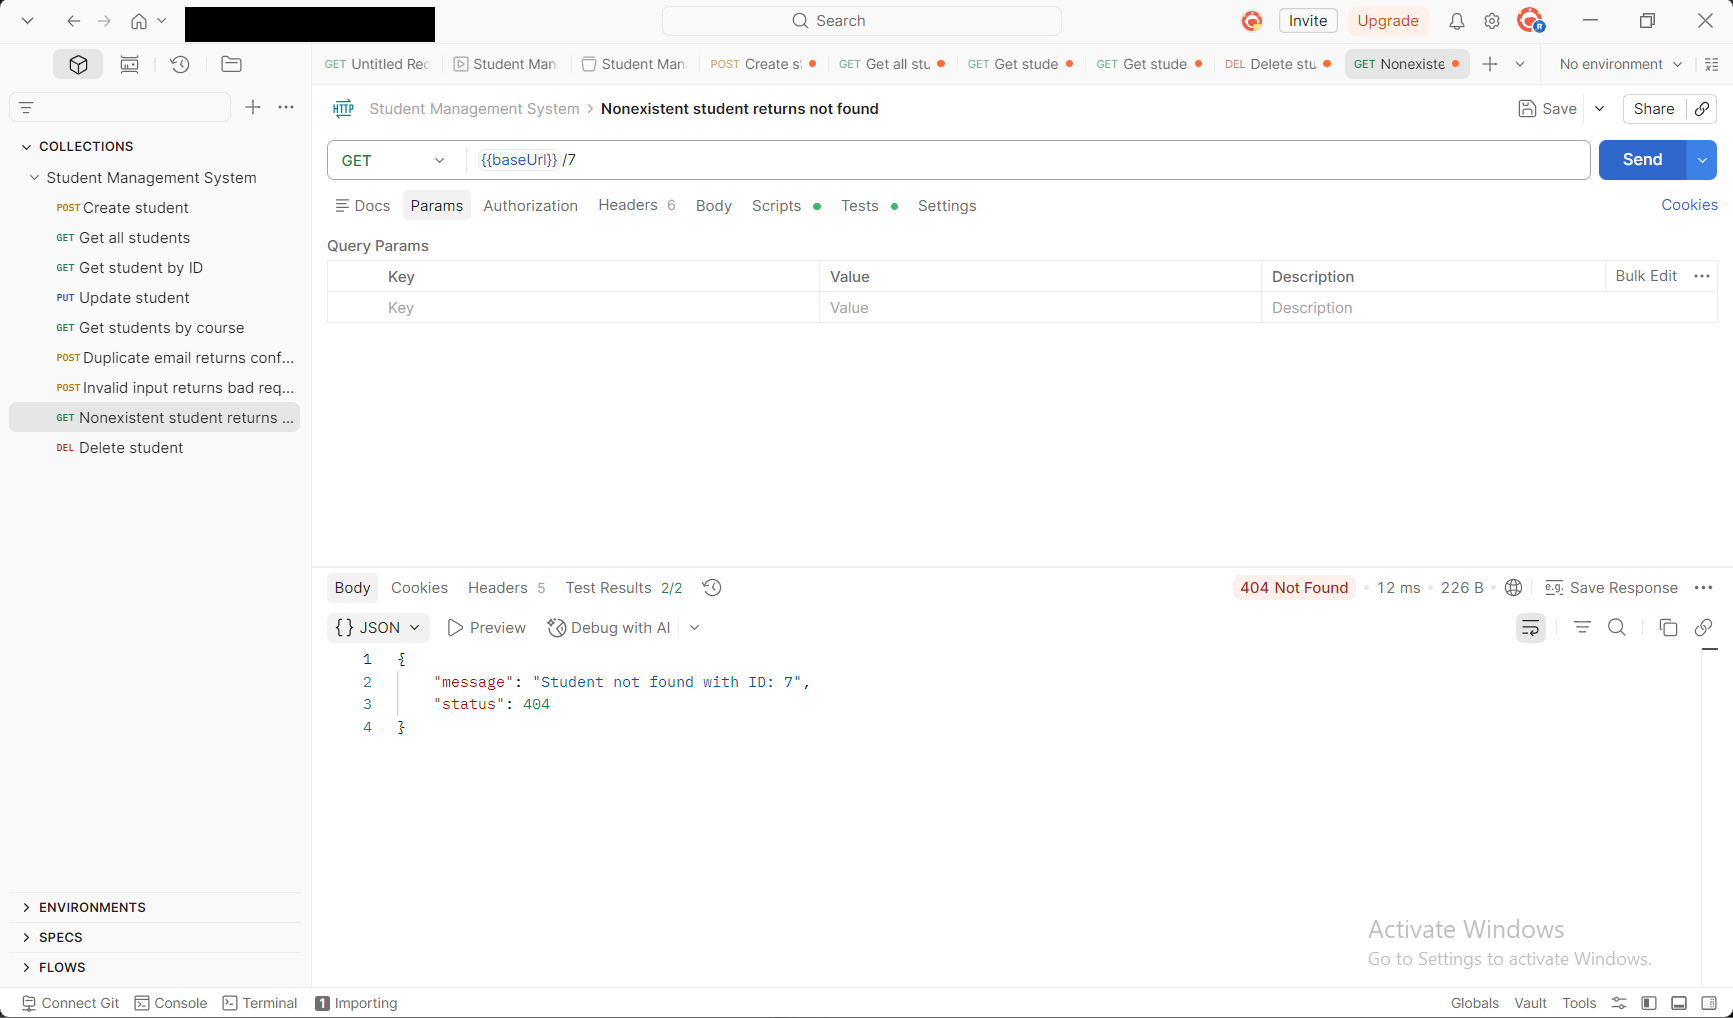 Search
Invite
Upgrade
GET Untitled Rec
Student Man
Student Man
POST Create s
GET Get all stu
GET Get stude
GET Get stude
DEL Delete stu
GET Nonexiste
No environment
HTTP Student Management System > Nonexistent student returns not found
Save
Share
COLLECTIONS
Student Management System
POST Create student
GET Get all students
GET Get student by ID
PUT Update student
GET Get students by course
POST Duplicate email returns conf...
POST Invalid input returns bad req...
GET Nonexistent student returns ...
DEL Delete student
ENVIRONMENTS
SPECS
FLOWS
GET {{baseUrl}} /7
Send
Docs Params Authorization Headers 6 Body Scripts Tests Settings
Cookies
Query Params
Key Value Description Bulk Edit
Key Value Description
Body Cookies Headers 5 Test Results 2/2
404 Not Found • 12 ms • 226 B •
e.g. Save Response
{ } JSON Preview Debug with AI
1 {
2 "message": "Student not found with ID: 7",
3 "status": 404
4 }
Activate Windows
Go to Settings to activate Windows.
Connect Git Console Terminal 1 Importing
Globals Vault Tools